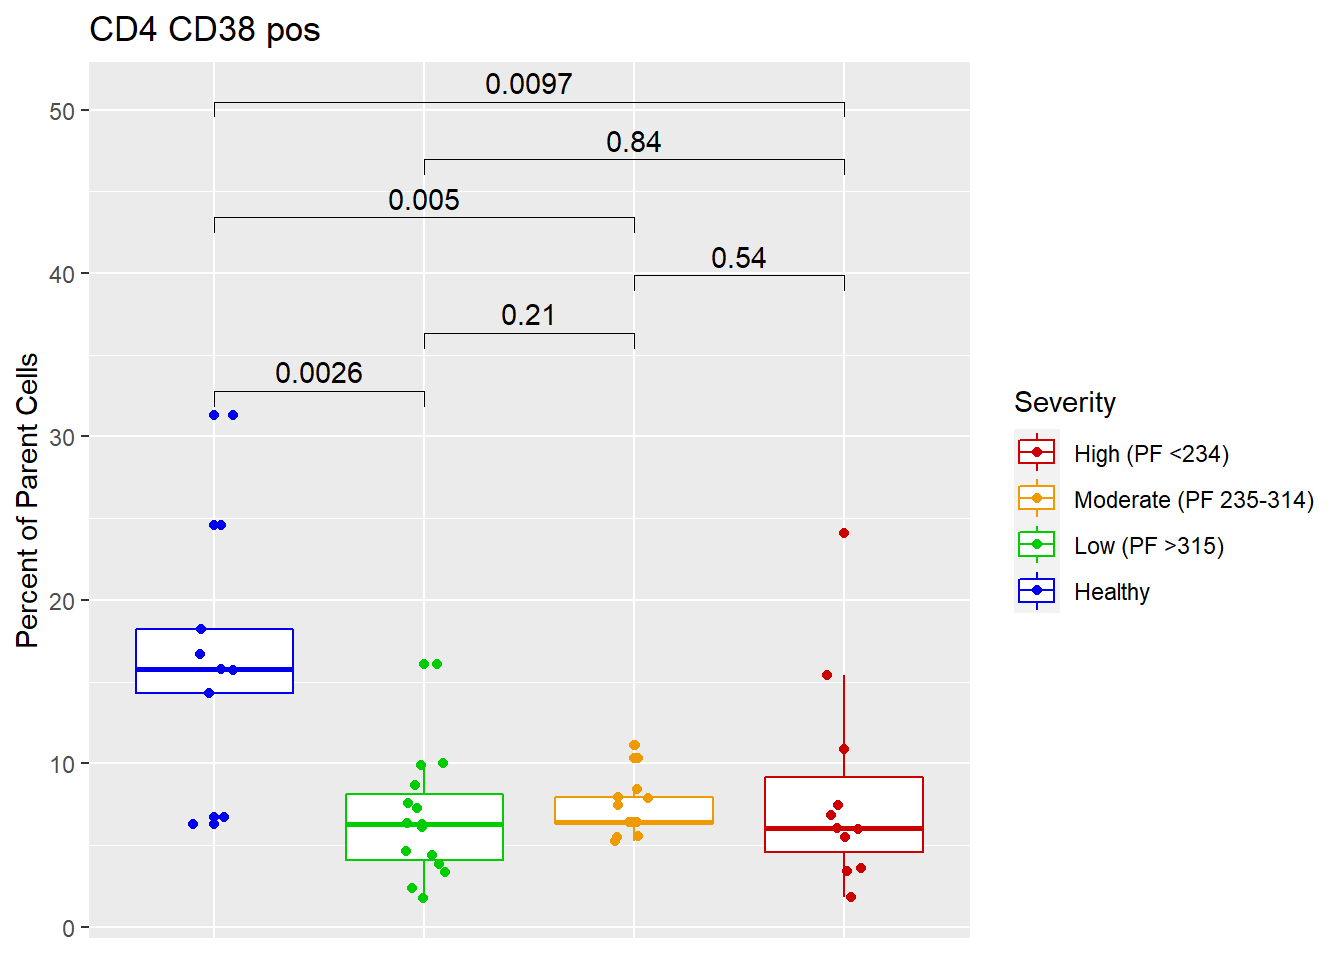 CD4 CD38 pos
0.0097
50
0.84
0.005
0.54
40
0.21
0.0026
30
20
10
0
Percent of Parent Cells
Severity
High (PF <234)
Moderate (PF 235-314)
Low (PF >315)
Healthy